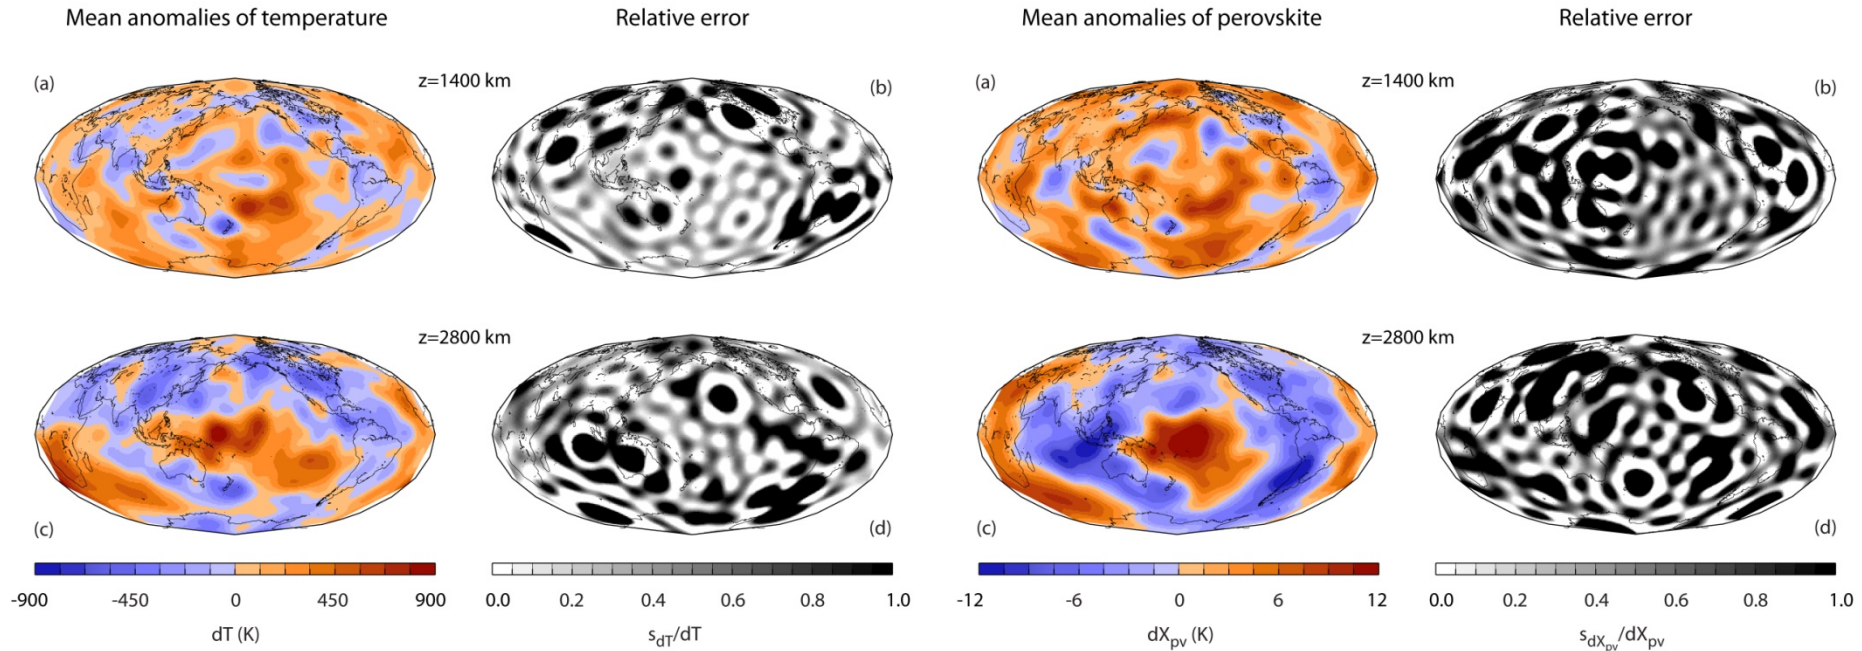 Mean anomalies of temperature
Relative error
Mean anomalies of perovskite
Relative error
(a)
z=1400 km
(b)
(a)
z=1400 km
(b)
z=2800 km
z=2800 km
(c)
(d)
(c)
(d)
-900 -450 0 450 900
0.0 0.2 0.4 0.6 0.8 1.0
-12 -6 0 6 12
0.0 0.2 0.4 0.6 0.8 1.0
dT (K)
s_dT/dT
dX_pv (K)
s_dX_pv/dX_pv